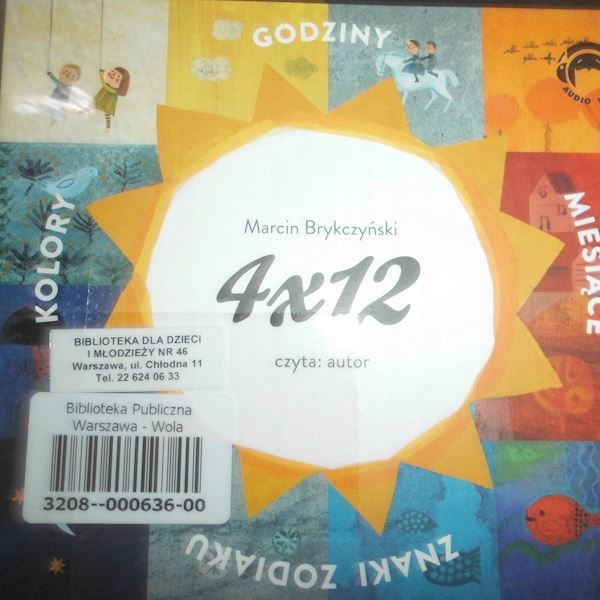 GODZINY
AUDIO
KOLORY
MIESIĄCE
Marcin Brykczyński
4x12
czyta: autor
BIBLIOTEKA DLA DZIECI
I MŁODZIEŻY NR 46
Warszawa, ul. Chłodna 11
Tel. 22 624 06 33
Biblioteka Publiczna
Warszawa - Wola
3208--000636-00
ZNAKI ZODIAKU